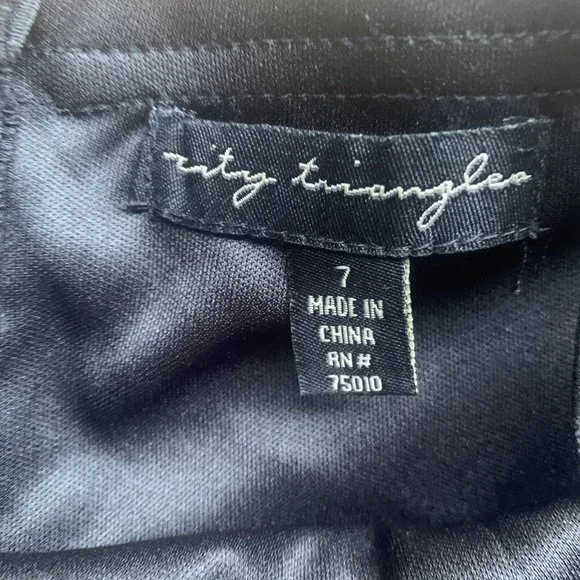 city triangles
7
MADE IN
CHINA
RN#
75010